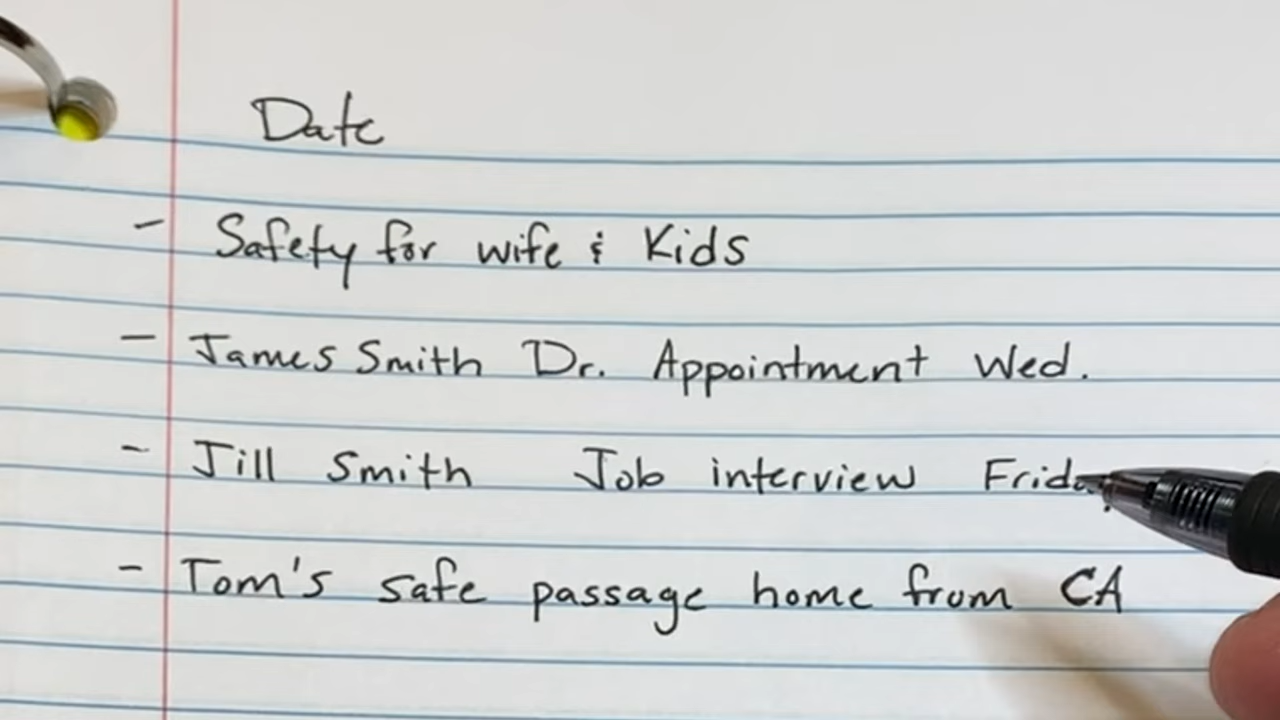 Date
- Safety for wife & Kids
- James Smith Dr. Appointment Wed.
- Jill Smith Job interview
- Tom's safe passage home from CA